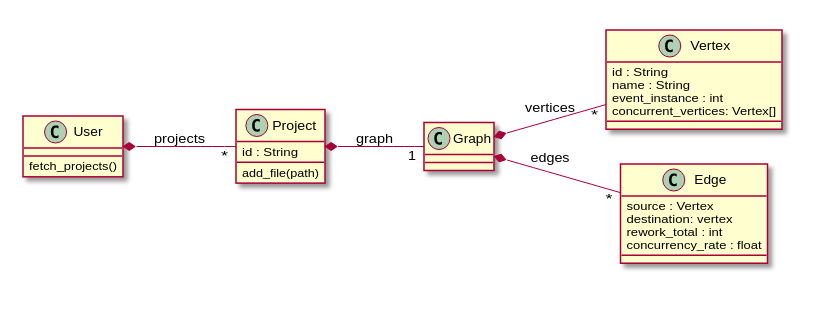 C User
fetch_projects()
projects
*
C Project
id : String
add_file(path)
graph
1
C Graph
vertices
*
edges
*
C Vertex
id : String
name : String
event_instance : int
concurrent_vertices: Vertex[]
C Edge
source : Vertex
destination: vertex
rework_total : int
concurrency_rate : float